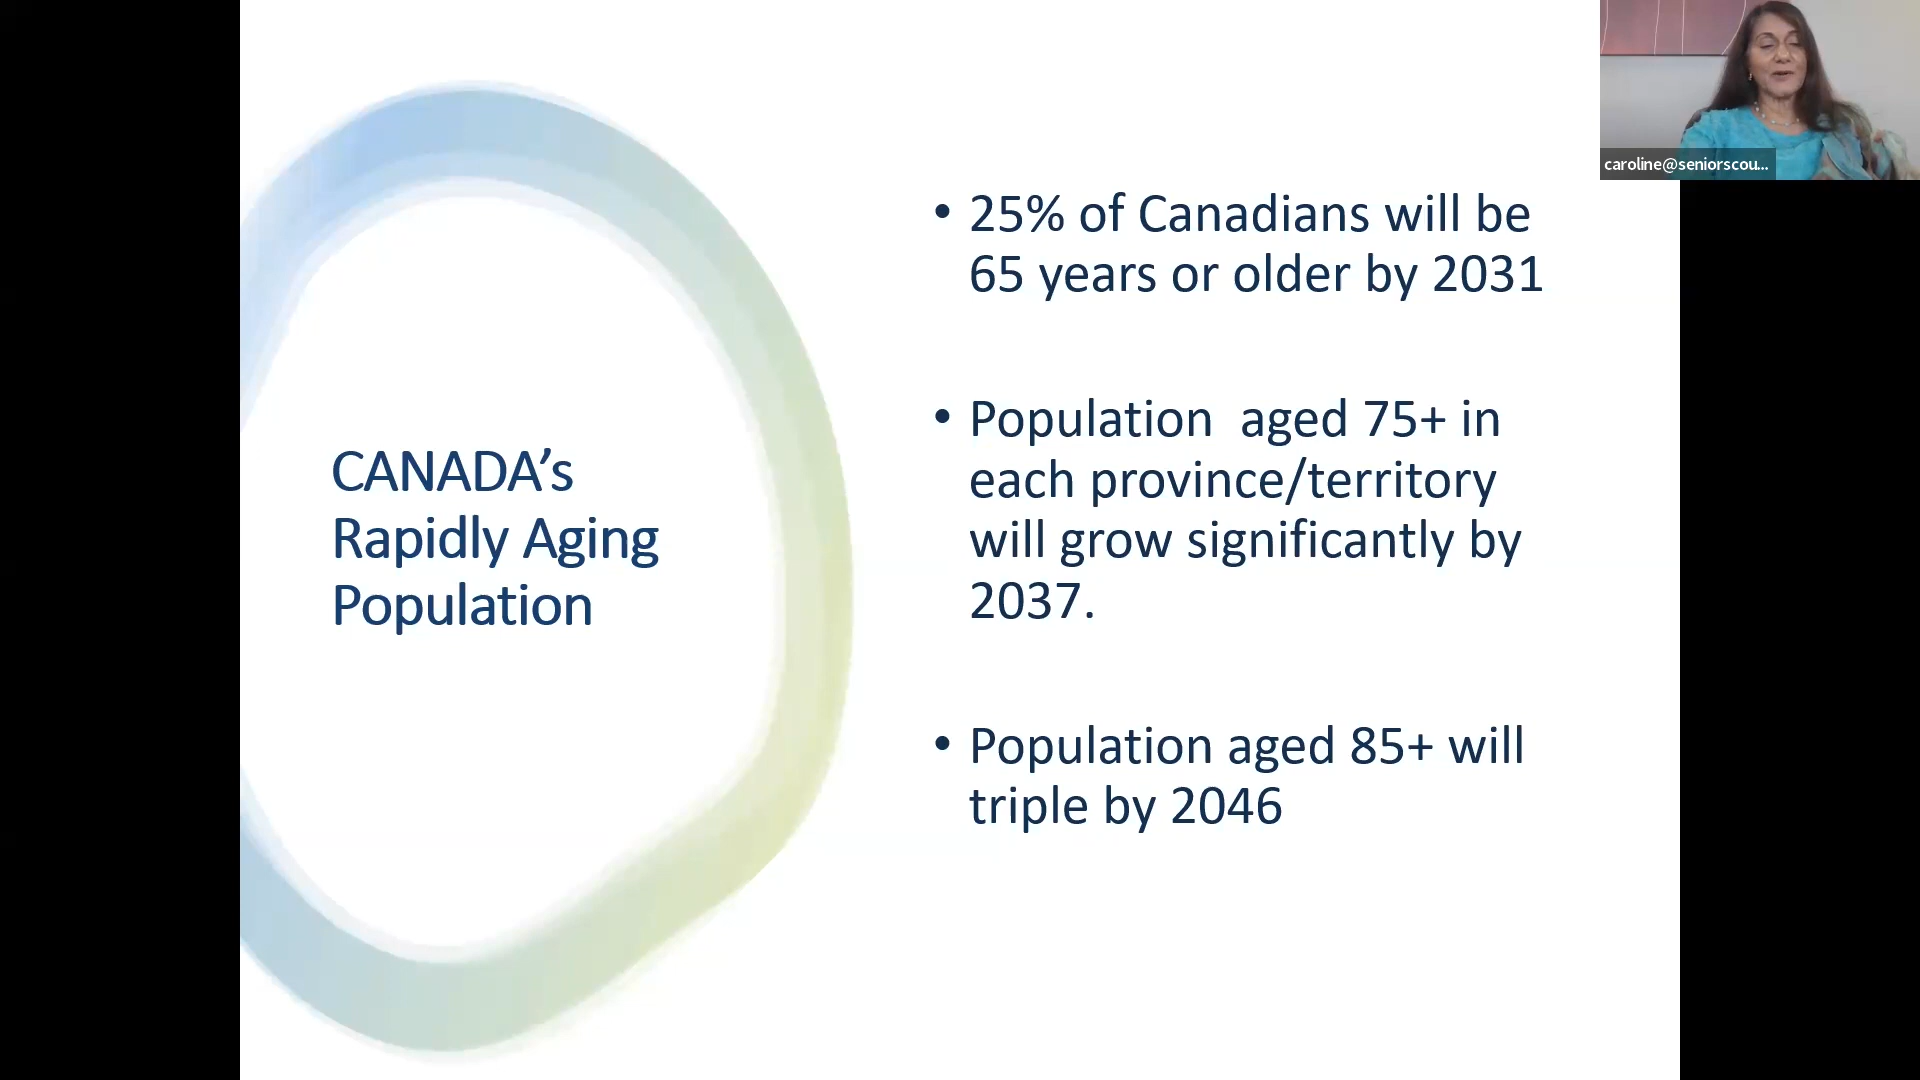 caroline@seniorscou...
CANADA’s
Rapidly Aging
Population
• 25% of Canadians will be
65 years or older by 2031
• Population  aged 75+ in
each province/territory
will grow significantly by
2037.
• Population aged 85+ will
triple by 2046